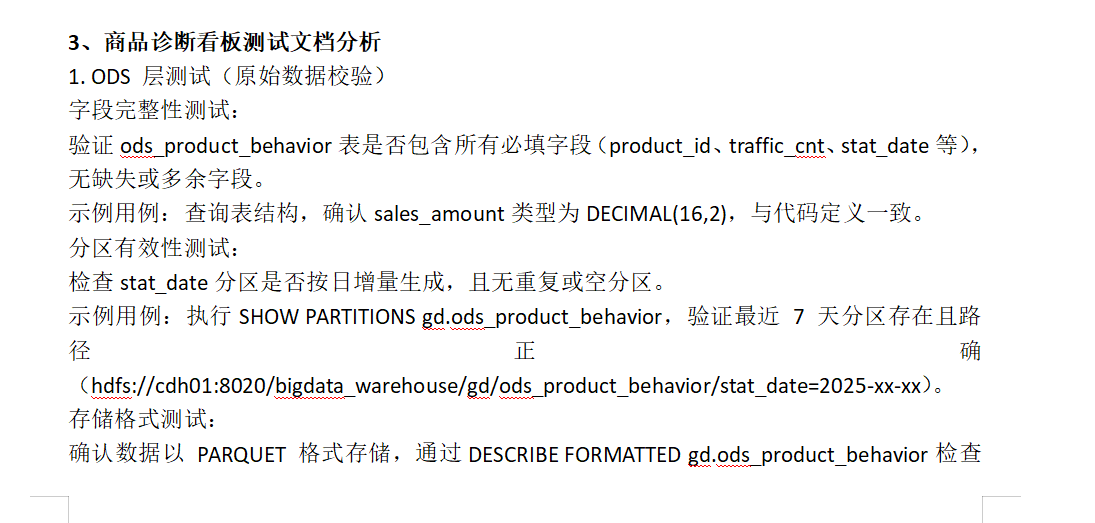 3、商品诊断看板测试文档分析
1. ODS 层测试（原始数据校验）
字段完整性测试：
验证 ods_product_behavior 表是否包含所有必填字段（product_id、traffic_cnt、stat_date 等），
无缺失或多余字段。
示例用例：查询表结构，确认 sales_amount 类型为 DECIMAL(16,2)，与代码定义一致。
分区有效性测试：
检查 stat_date 分区是否按日增量生成，且无重复或空分区。
示例用例：执行 SHOW PARTITIONS gd.ods_product_behavior，验证最近 7 天分区存在且路
径正确
（hdfs://cdh01:8020/bigdata_warehouse/gd/ods_product_behavior/stat_date=2025-xx-xx）。
存储格式测试：
确认数据以 PARQUET 格式存储，通过 DESCRIBE FORMATTED gd.ods_product_behavior 检查